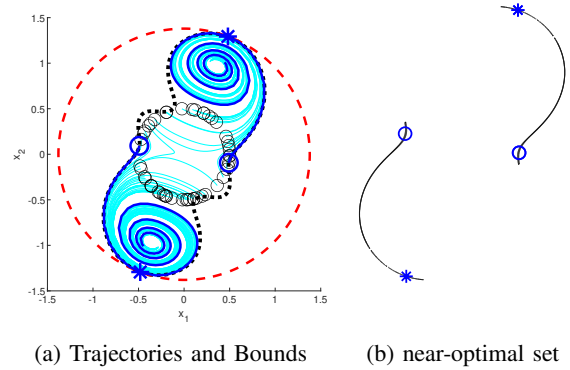 1.5
1
0.5
0
-0.5
-1
-1.5
x2
-1.5 -1 -0.5 0 0.5 1 1.5
x1
(a) Trajectories and Bounds
(b) near-optimal set